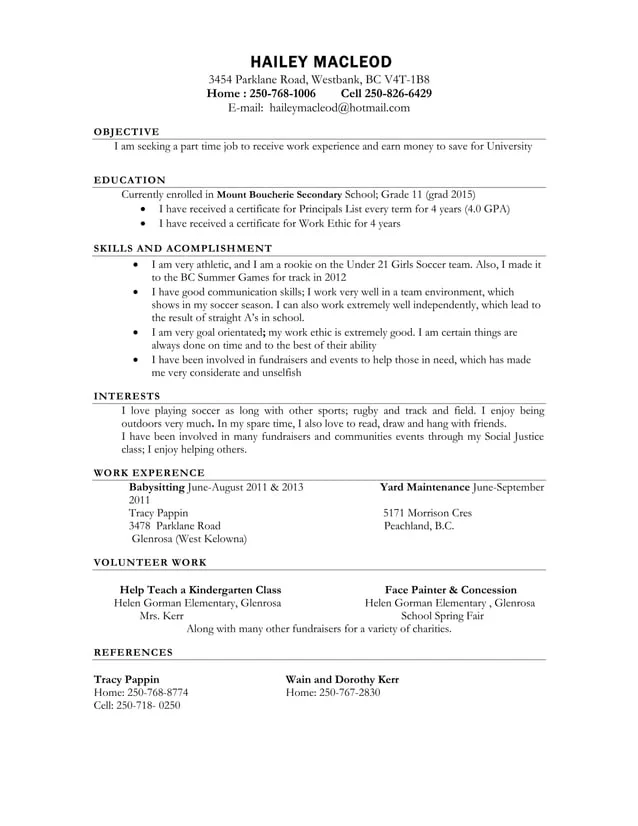 HAILEY MACLEOD
3454 Parklane Road, Westbank, BC V4T-1B8
Home : 250-768-1006 Cell 250-826-6429
E-mail: haileymacleod@hotmail.com
OBJECTIVE
I am seeking a part time job to receive work experience and earn money to save for University
EDUCATION
Currently enrolled in Mount Boucherie Secondary School; Grade 11 (grad 2015)
• I have received a certificate for Principals List every term for 4 years (4.0 GPA)
• I have received a certificate for Work Ethic for 4 years
SKILLS AND ACOMPLISHMENT
• I am very athletic, and I am a rookie on the Under 21 Girls Soccer team. Also, I made it
to the BC Summer Games for track in 2012
• I have good communication skills; I work very well in a team environment, which
shows in my soccer season. I can also work extremely well independently, which lead to
the result of straight A's in school.
• I am very goal orientated; my work ethic is extremely good. I am certain things are
always done on time and to the best of their ability
• I have been involved in fundraisers and events to help those in need, which has made
me very considerate and unselfish
INTERESTS
I love playing soccer as long with other sports; rugby and track and field. I enjoy being
outdoors very much. In my spare time, I also love to read, draw and hang with friends.
I have been involved in many fundraisers and communities events through my Social Justice
class; I enjoy helping others.
WORK EXPERIENCE
Babysitting June-August 2011 & 2013 Yard Maintenance June-September
2011
Tracy Pappin 5171 Morrison Cres
3478 Parklane Road Peachland, B.C.
Glenrosa (West Kelowna)
VOLUNTEER WORK
Help Teach a Kindergarten Class Face Painter & Concession
Helen Gorman Elementary, Glenrosa Helen Gorman Elementary , Glenrosa
Mrs. Kerr School Spring Fair
Along with many other fundraisers for a variety of charities.
REFERENCES
Tracy Pappin Wain and Dorothy Kerr
Home: 250-768-8774 Home: 250-767-2830
Cell: 250-718- 0250